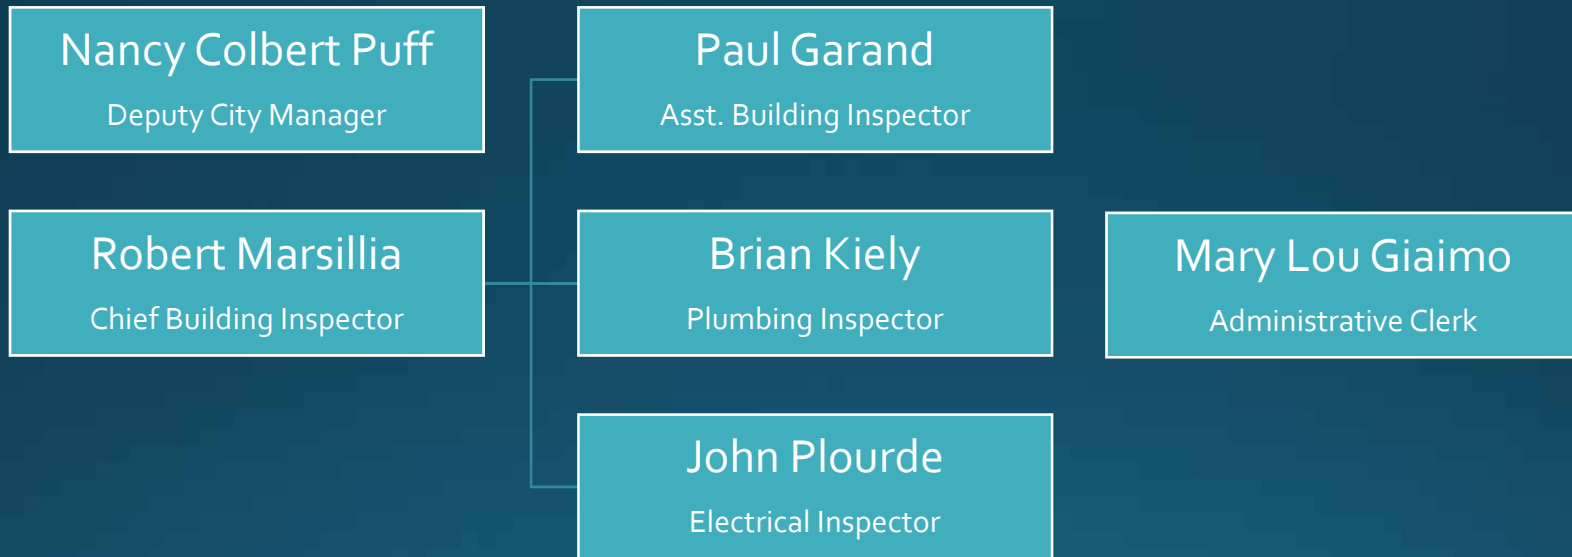 Nancy Colbert Puff
Deputy City Manager
Paul Garand
Asst. Building Inspector
Robert Marsillia
Chief Building Inspector
Brian Kiely
Plumbing Inspector
Mary Lou Giaimo
Administrative Clerk
John Plourde
Electrical Inspector